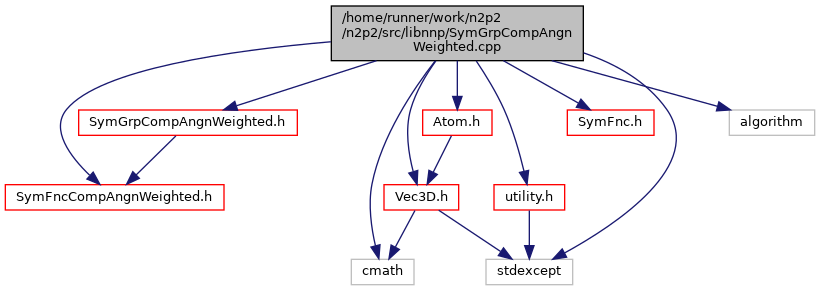 /home/runner/work/n2p2
/n2p2/src/libnnp/SymGrpCompAngn
Weighted.cpp
SymGrpCompAngnWeighted.h
Atom.h
SymFnc.h
algorithm
SymFncCompAngnWeighted.h
Vec3D.h
utility.h
cmath
stdexcept